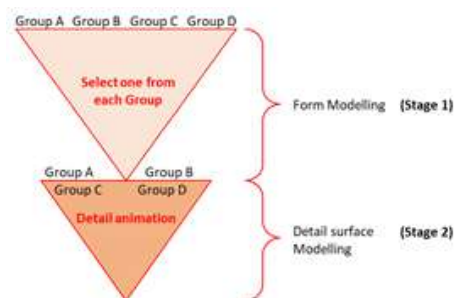 Group A Group B Group C Group D
Select one from
each Group
Form Modelling (Stage 1)
Group A Group B
Group C Group D
Detail animation
Detail surface (Stage 2)
Modelling